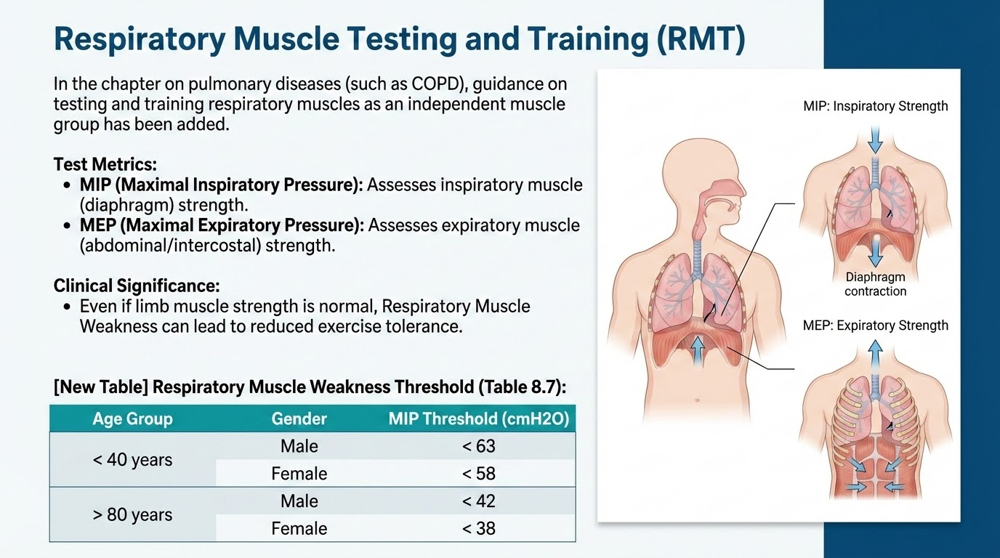 Respiratory Muscle Testing and Training (RMT)
In the chapter on pulmonary diseases (such as COPD), guidance on
testing and training respiratory muscles as an independent muscle
group has been added.
Test Metrics:
• MIP (Maximal Inspiratory Pressure): Assesses inspiratory muscle
(diaphragm) strength.
• MEP (Maximal Expiratory Pressure): Assesses expiratory muscle
(abdominal/intercostal) strength.
Clinical Significance:
• Even if limb muscle strength is normal, Respiratory Muscle
Weakness can lead to reduced exercise tolerance.
[New Table] Respiratory Muscle Weakness Threshold (Table 8.7):
Age Group Gender MIP Threshold (cmH2O)
< 40 years Male < 63
Female < 58
> 80 years Male < 42
Female < 38
MIP: Inspiratory Strength
Diaphragm
contraction
MEP: Expiratory Strength